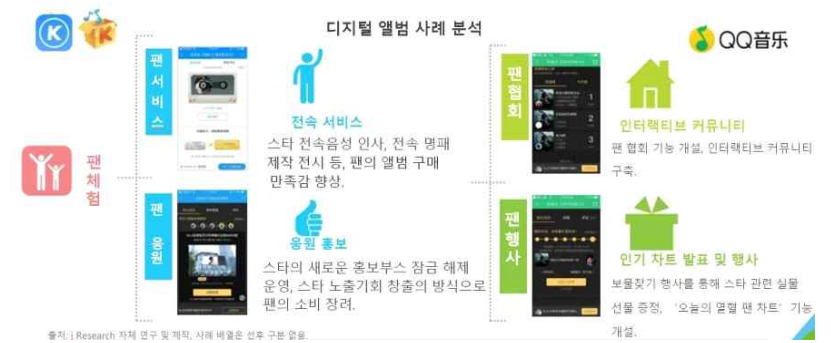 디지털 앨범 사례 분석
K
K
QQ音乐
팬서비스
전속 서비스
스타 전속음성 인사, 전속 명패
제작 전시 등, 팬의 앨범 구매
만족감 향상.
팬체험
팬 응원
응원 홍보
스타의 새로운 홍보부스 잠금 해제
운영, 스타 노출기회 창출의 방식으로
팬의 소비 장려.
팬협회
1
2
3
인터랙티브 커뮤니티
팬 협회 기능 개설, 인터랙티브 커뮤니티
구축.
팬행사
인기 차트 발표 및 행사
보물찾기 행사를 통해 스타 관련 실물
선물 증정, ‘오늘의 열혈 팬 차트’ 기능
개설.
출처: j Research 자체 연구 및 제작, 사례 배열은 선후 구분 없음.